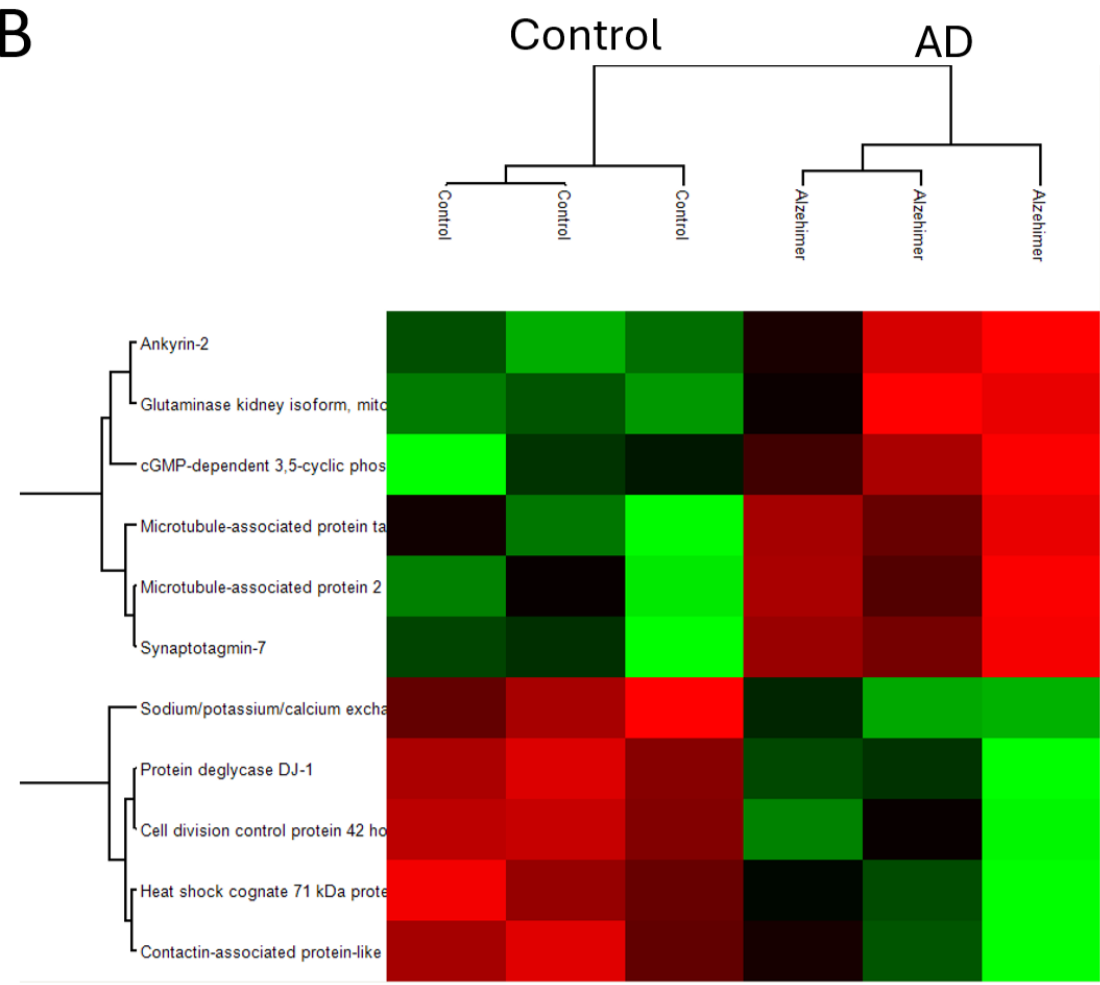 B
Control
AD
Control
Control
Control
Alzehimer
Alzehimer
Alzehimer
Ankyrin-2
Glutaminase kidney isoform, mito
cGMP-dependent 3,5-cyclic phos
Microtubule-associated protein ta
Microtubule-associated protein 2
Synaptotagmin-7
Sodium/potassium/calcium excha
Protein deglycase DJ-1
Cell division control protein 42 ho
Heat shock cognate 71 kDa prote
Contactin-associated protein-like